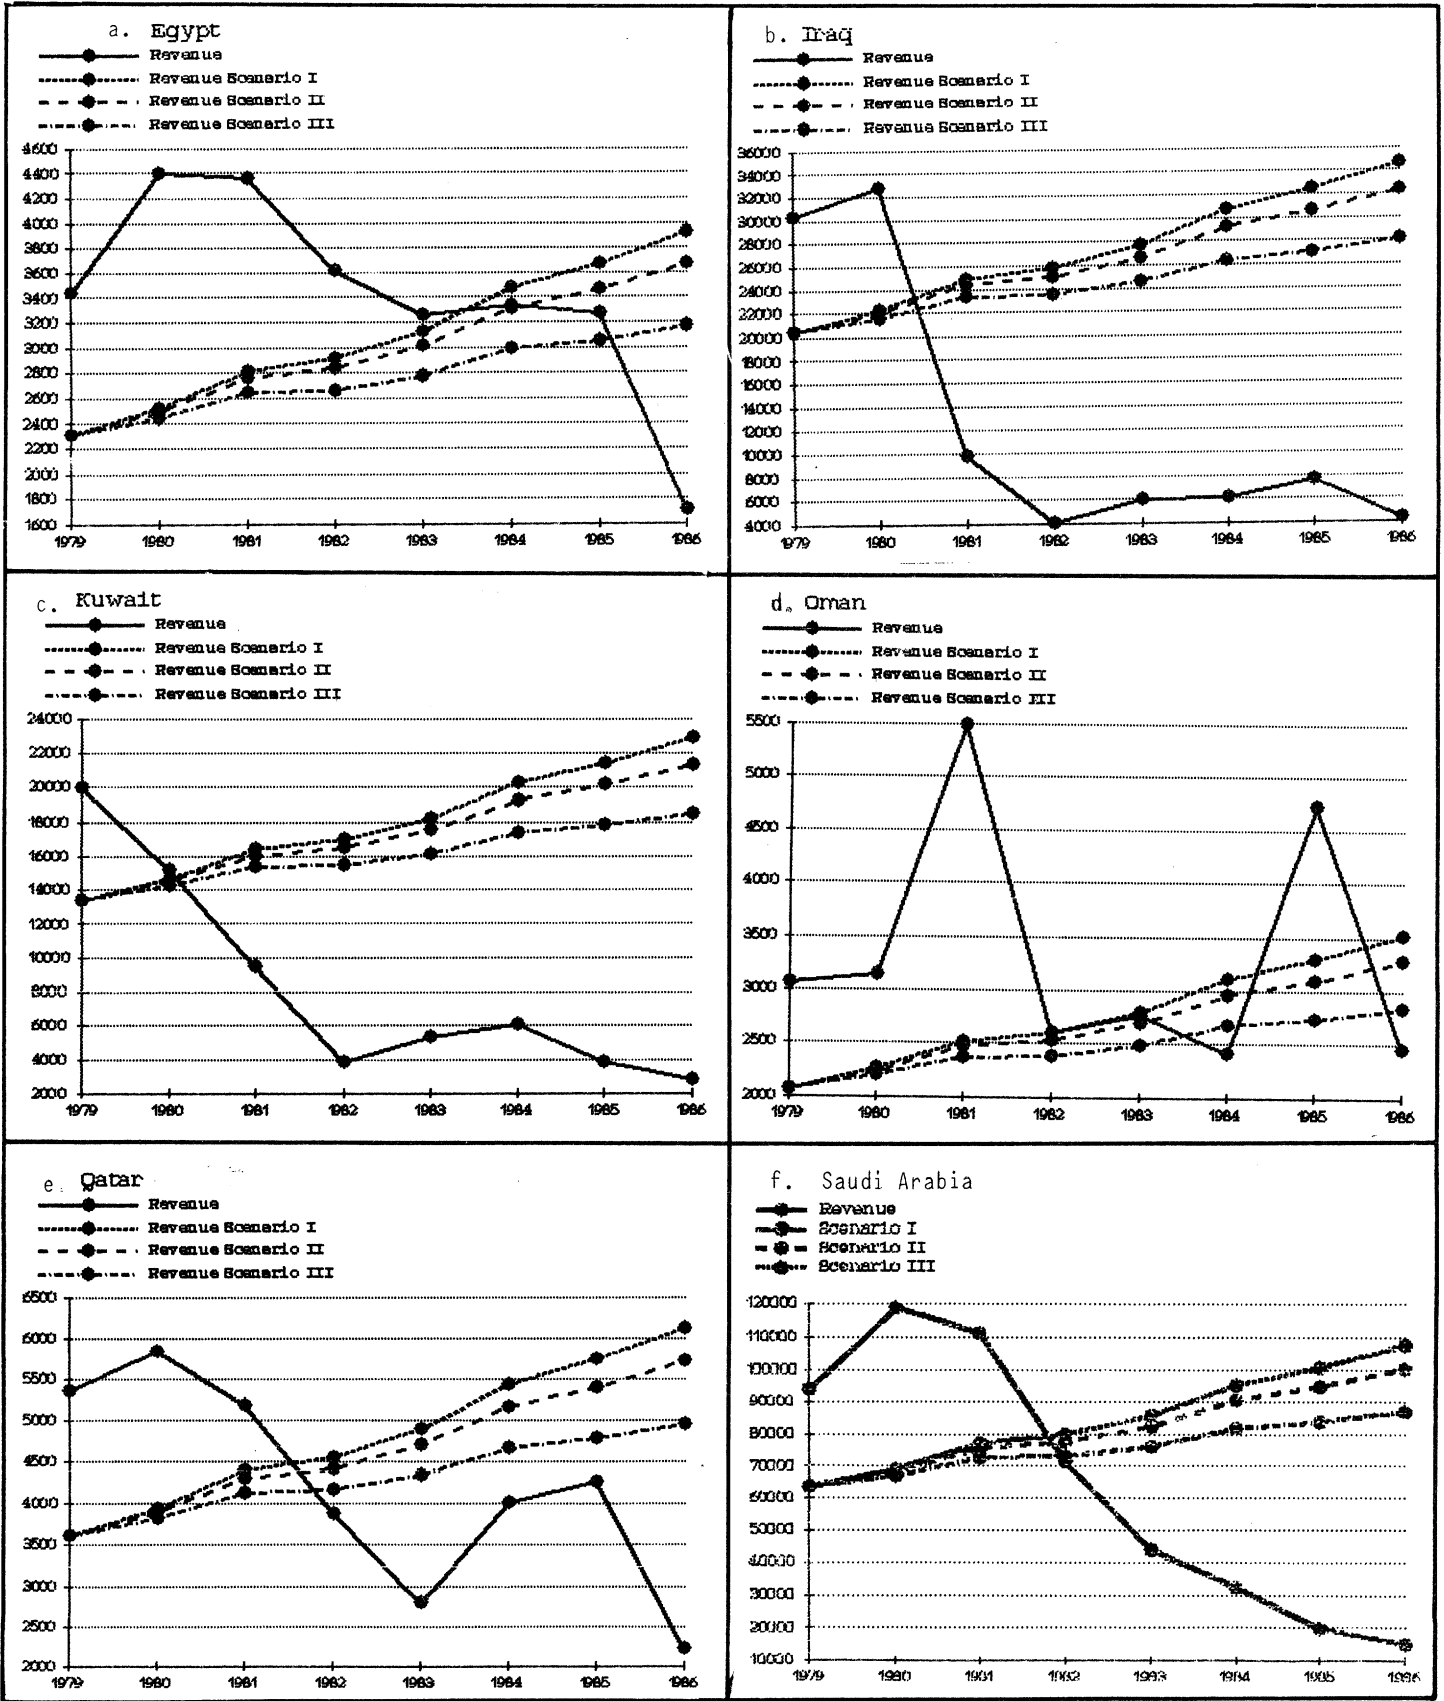 a. Egypt
Revenue
Revenue Scenario I
Revenue Scenario II
Revenue Scenario III
4600
4400
4200
4000
3800
3600
3400
3200
3000
2800
2600
2400
2200
2000
1800
1600
1979 1980 1981 1982 1983 1984 1985 1986
b. Iraq
Revenue
Revenue Scenario I
Revenue Scenario II
Revenue Scenario III
36000
34000
32000
30000
28000
26000
24000
22000
20000
18000
16000
14000
12000
10000
8000
6000
4000
1979 1980 1981 1982 1983 1984 1985 1986
c. Kuwait
Revenue
Revenue Scenario I
Revenue Scenario II
Revenue Scenario III
24000
22000
20000
18000
16000
14000
12000
10000
8000
6000
4000
2000
1979 1980 1981 1982 1983 1984 1985 1986
d. Oman
Revenue
Revenue Scenario I
Revenue Scenario II
Revenue Scenario III
5500
5000
4500
4000
3500
3000
2500
2000
1979 1980 1981 1982 1983 1984 1985 1986
e. Qatar
Revenue
Revenue Scenario I
Revenue Scenario II
Revenue Scenario III
6500
6000
5500
5000
4500
4000
3500
3000
2500
2000
1979 1980 1981 1982 1983 1984 1985 1986
f. Saudi Arabia
Revenue
Scenario I
Scenario II
Scenario III
120000
110000
100000
90000
80000
70000
60000
50000
40000
30000
20000
10000
1979 1980 1981 1982 1983 1984 1985 1986